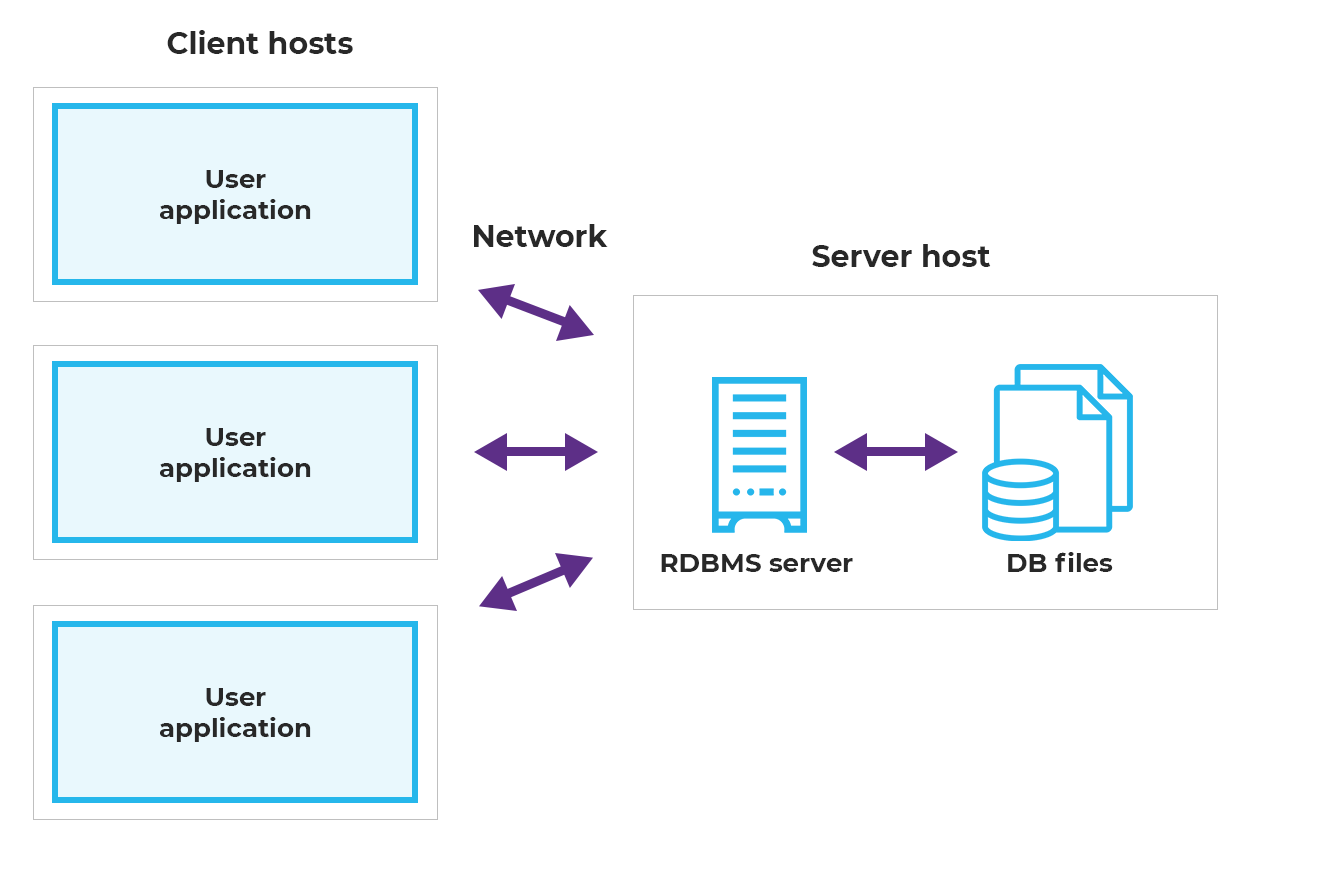 Client hosts
User
application
Network
Server host
User
application
RDBMS server
DB files
User
application